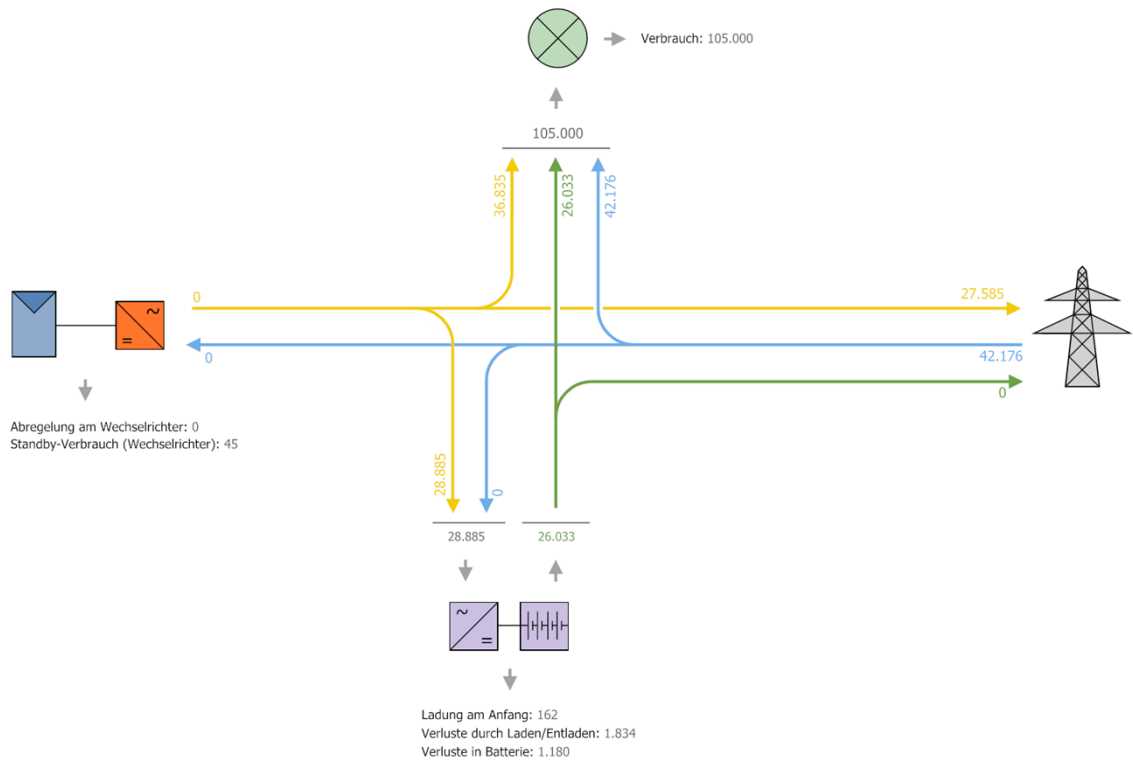 Verbrauch: 105.000
105.000
36.835
26.033
42.176
0
27.585
0
42.176
0
Abregelung am Wechselrichter: 0
Standby-Verbrauch (Wechselrichter): 45
28.885
0
28.885
26.033
~
=
~
=
Ladung am Anfang: 162
Verluste durch Laden/Entladen: 1.834
Verluste in Batterie: 1.180